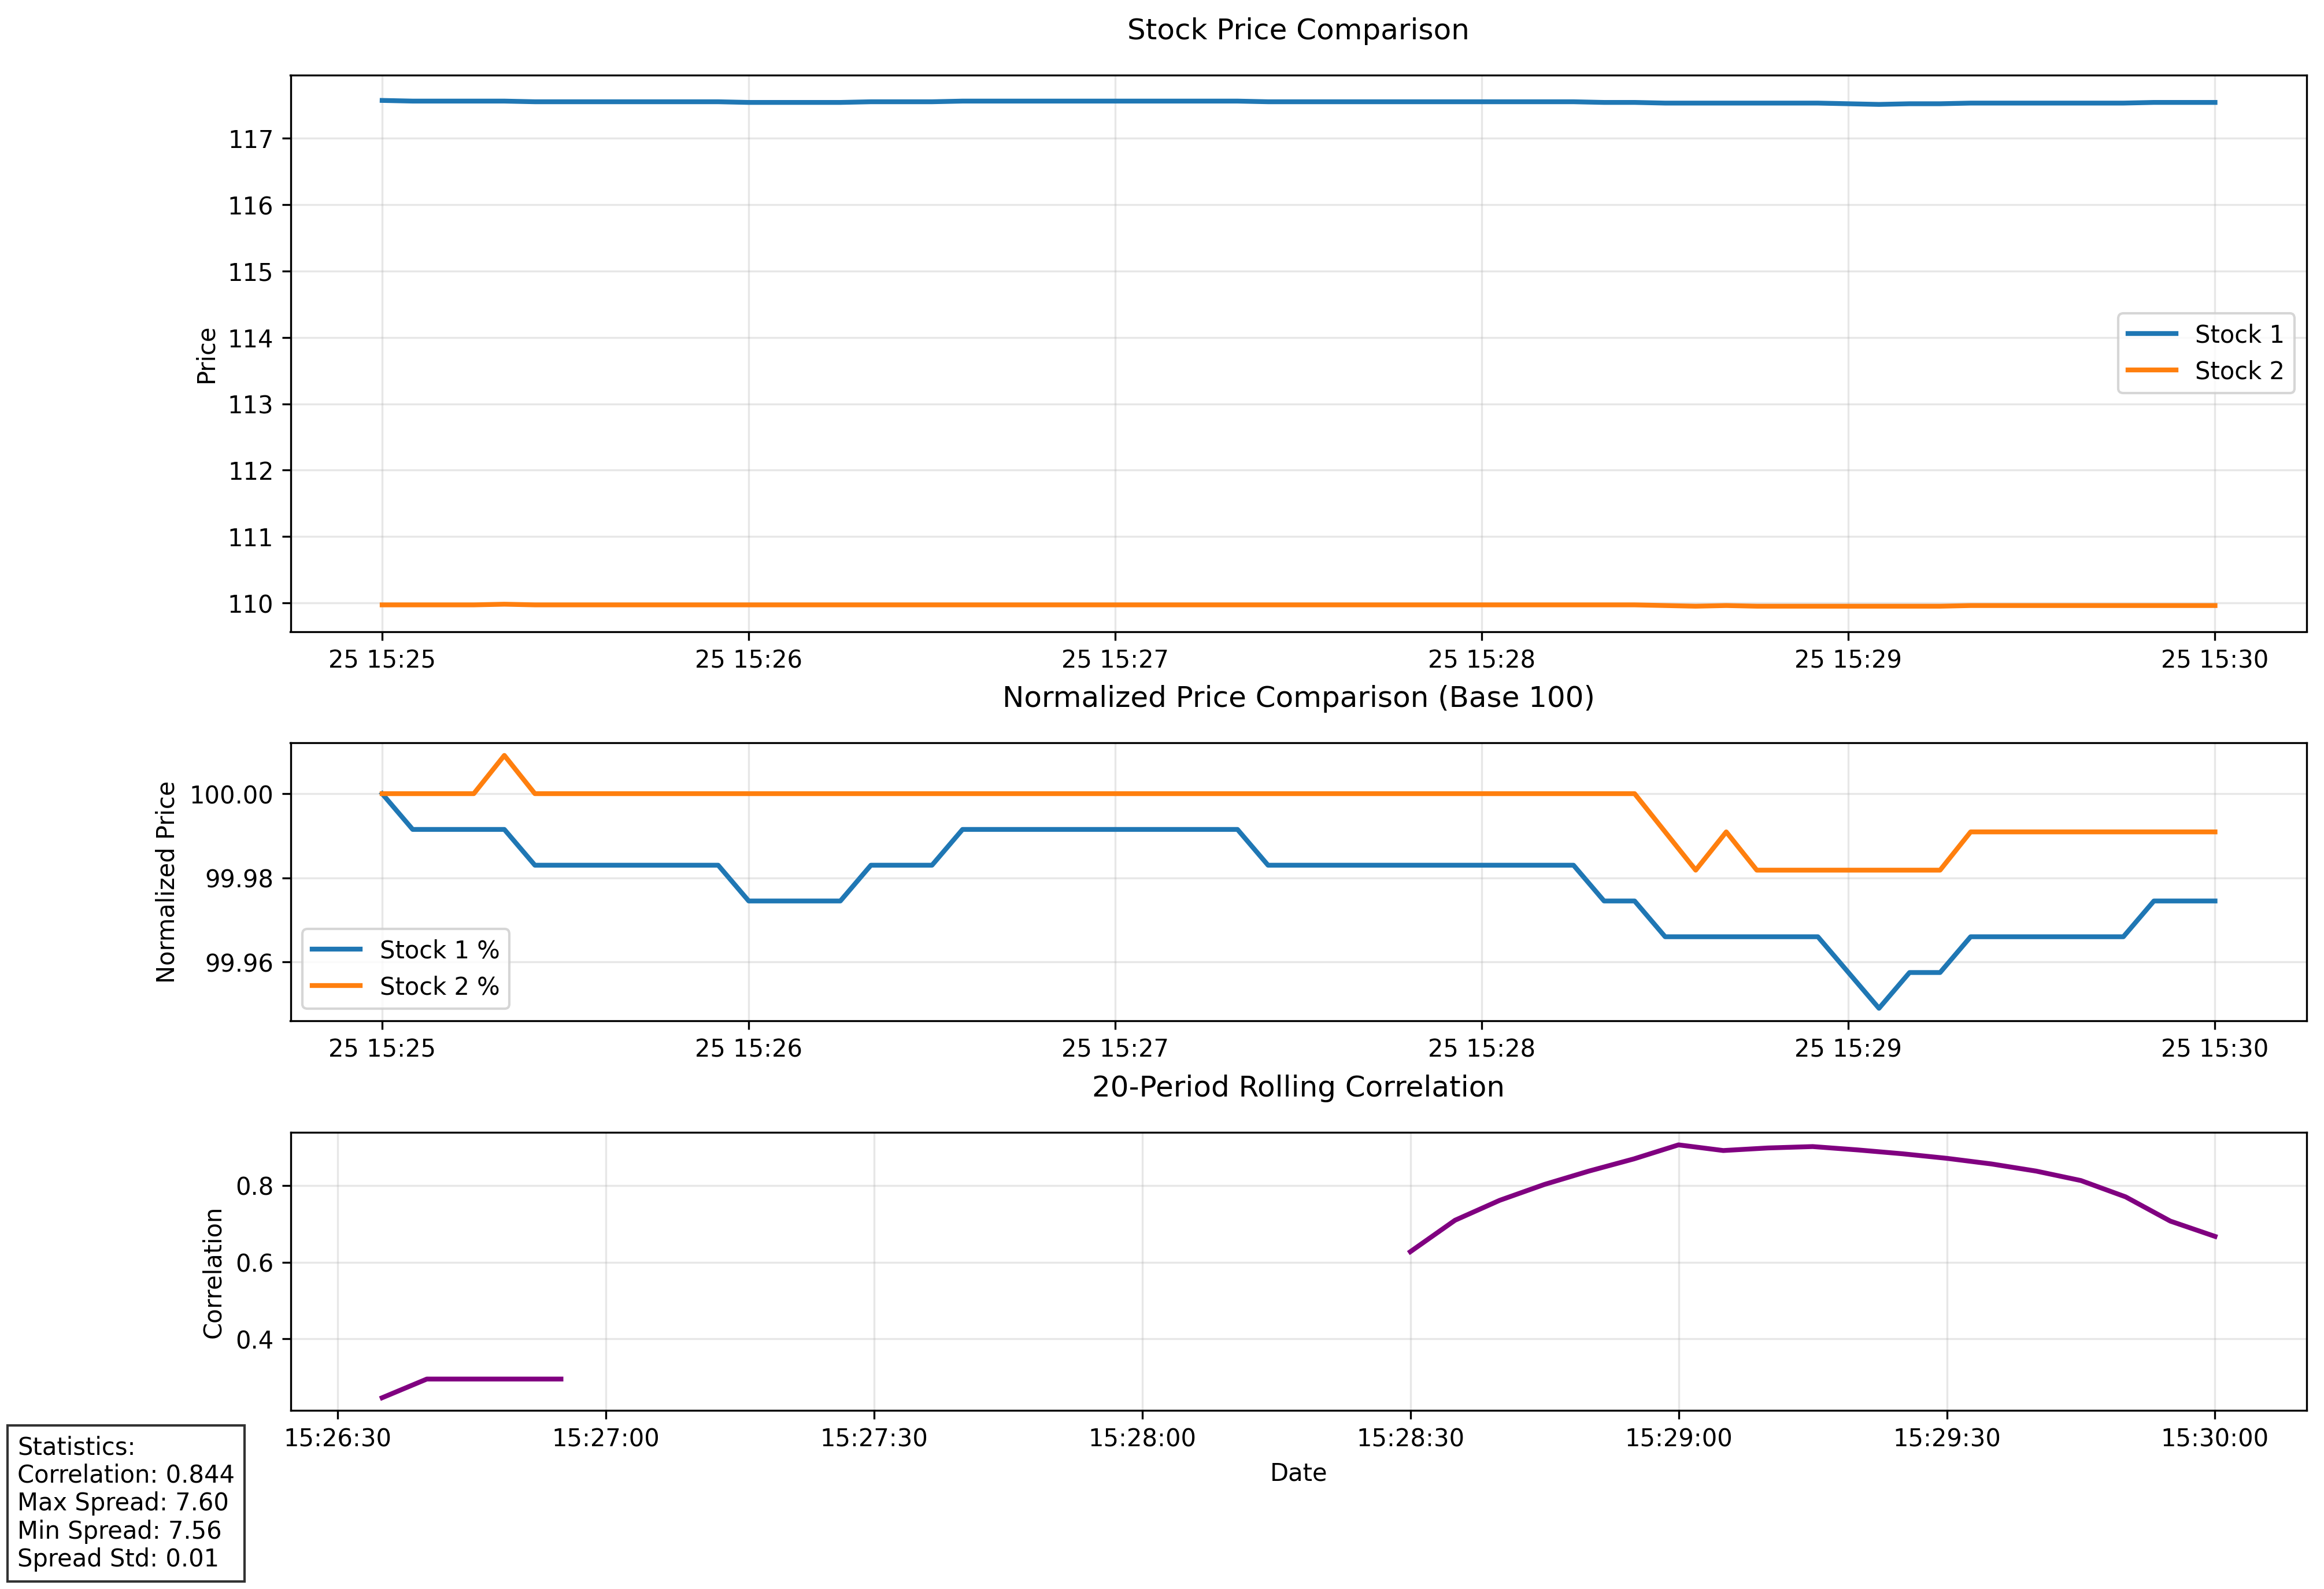 Stock Price Comparison
Price
117
116
115
114
113
112
111
110
Stock 1
Stock 2
25 15:25
25 15:26
25 15:27
25 15:28
25 15:29
25 15:30
Normalized Price Comparison (Base 100)
Normalized Price
100.00
99.98
99.96
Stock 1 %
Stock 2 %
25 15:25
25 15:26
25 15:27
25 15:28
25 15:29
25 15:30
20-Period Rolling Correlation
Correlation
0.8
0.6
0.4
15:26:30
15:27:00
15:27:30
15:28:00
15:28:30
15:29:00
15:29:30
15:30:00
Date
Statistics:
Correlation: 0.844
Max Spread: 7.60
Min Spread: 7.56
Spread Std: 0.01